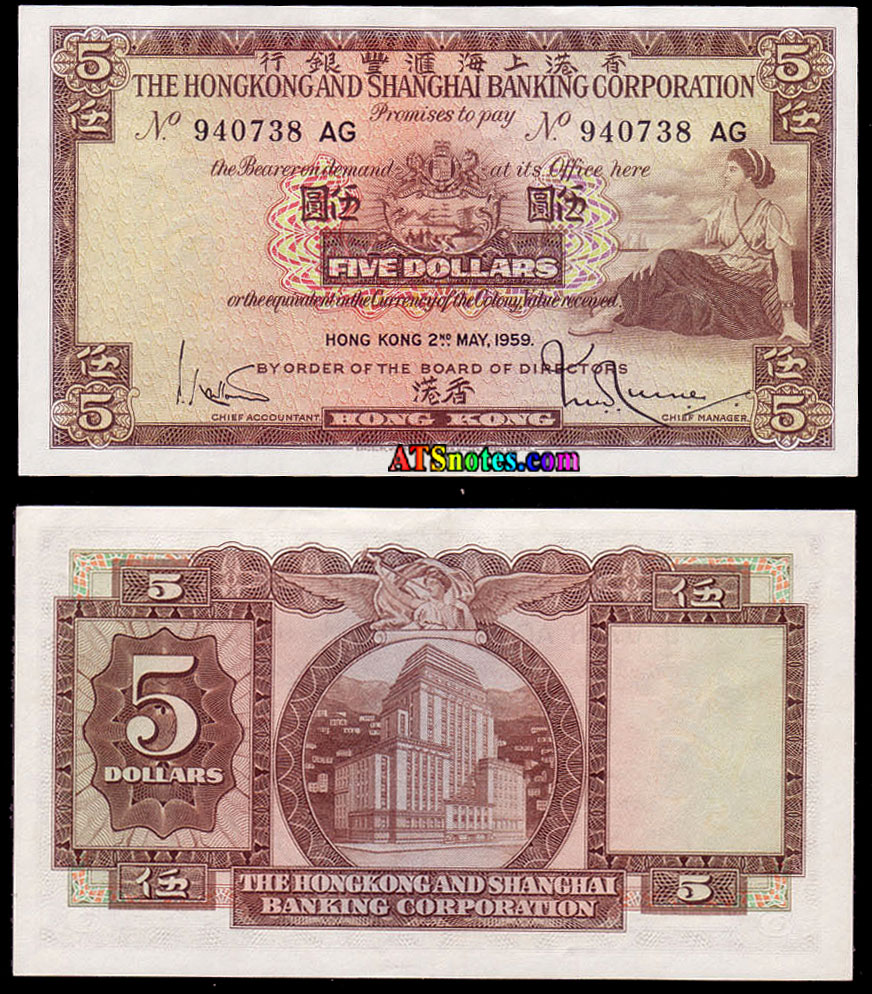 5 5
香港上海滙豐銀行
THE HONGKONG AND SHANGHAI BANKING CORPORATION
伍 伍
Promises to pay
No 940738 AG No 940738 AG
the Bearer on demand at its Office here
伍圓 伍圓
FIVE DOLLARS
or the equivalent in the Currency of the Colony Value received.
HONG KONG 2ND MAY, 1959.
伍 伍
BY ORDER OF THE BOARD OF DIRECTORS
香港
5 5
CHIEF ACCOUNTANT. HONG KONG CHIEF MANAGER.
ATSnotes.com
5 伍
5
DOLLARS
伍 5
THE HONGKONG AND SHANGHAI
BANKING CORPORATION